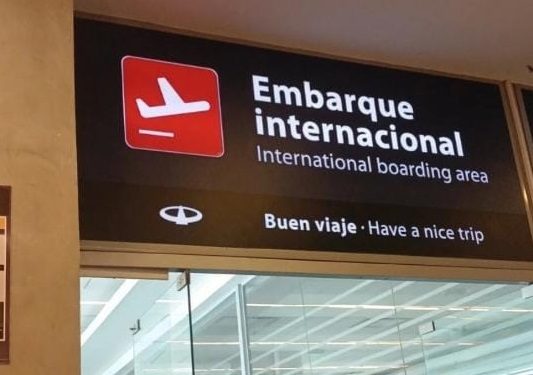 Embarque
internacional
International boarding area
Buen viaje · Have a nice trip